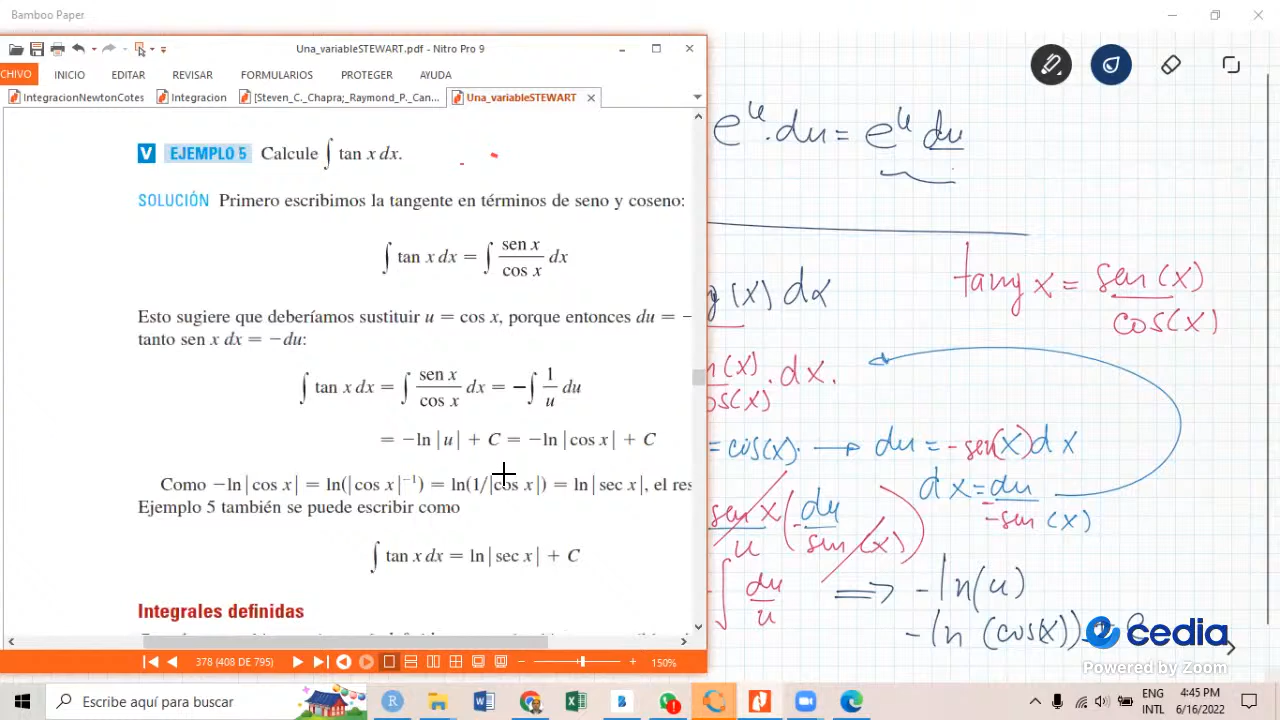 Bamboo Paper
Una_variableSTEWART.pdf - Nitro Pro 9
CHIVO INICIO EDITAR REVISAR FORMULARIOS PROTEGER AYUDA
IntegracionNewtonCotes Integracion [Steven_C._Chapra;_Raymond_P._Can... Una_variableSTEWART
V EJEMPLO 5 Calcule ∫ tan x dx.
SOLUCIÓN Primero escribimos la tangente en términos de seno y coseno:
∫ tan x dx = ∫ sen x / cos x dx
Esto sugiere que deberíamos sustituir u = cos x, porque entonces du = −
tanto sen x dx = −du:
∫ tan x dx = ∫ sen x / cos x dx = −∫ 1 / u du
= −ln |u| + C = −ln |cos x| + C
Como −ln |cos x| = ln(|cos x|⁻¹) = ln(1/|cos x|) = ln |sec x|, el res
Ejemplo 5 también se puede escribir como
∫ tan x dx = ln |sec x| + C
Integrales definidas
378 (408 DE 795) 150%
e^u . du = e^u du
g (x) dx
tang x = sen(x) / cos(x)
n(x) / os(x) . dx.
= cos(x). → du = -sen(x) dx
dx = du / -sen (x)
sen x / u (- du / sen (x))
- ∫ du / u ⟹ - ln(u)
- ln (cos(x))
cedia
Powered by Zoom
Escribe aquí para buscar
ENG
INTL
4:45 PM
6/16/2022